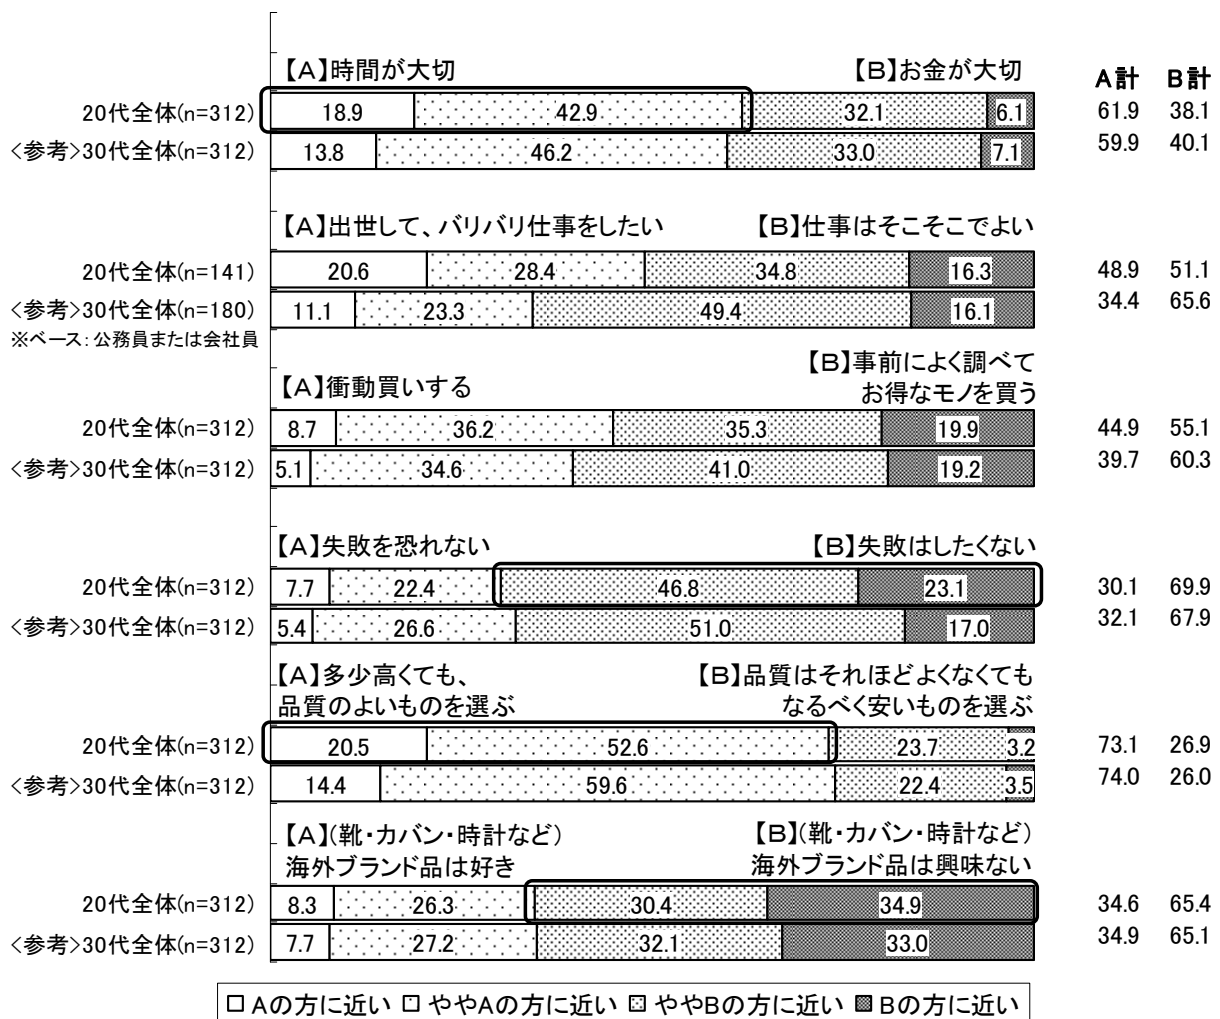 【A】時間が大切 【B】お金が大切 A計 B計
20代全体(n=312) 18.9 42.9 32.1 6.1 61.9 38.1
<参考>30代全体(n=312) 13.8 46.2 33.0 7.1 59.9 40.1
【A】出世して、バリバリ仕事をしたい 【B】仕事はそこそこでよい
20代全体(n=141) 20.6 28.4 34.8 16.3 48.9 51.1
<参考>30代全体(n=180) 11.1 23.3 49.4 16.1 34.4 65.6
※ベース：公務員または会社員
【A】衝動買いする 【B】事前によく調べて
お得なモノを買う
20代全体(n=312) 8.7 36.2 35.3 19.9 44.9 55.1
<参考>30代全体(n=312) 5.1 34.6 41.0 19.2 39.7 60.3
【A】失敗を恐れない 【B】失敗はしたくない
20代全体(n=312) 7.7 22.4 46.8 23.1 30.1 69.9
<参考>30代全体(n=312) 5.4 26.6 51.0 17.0 32.1 67.9
【A】多少高くても、 【B】品質はそれほどよくなくても
品質のよいものを選ぶ なるべく安いものを選ぶ
20代全体(n=312) 20.5 52.6 23.7 3.2 73.1 26.9
<参考>30代全体(n=312) 14.4 59.6 22.4 3.5 74.0 26.0
【A】(靴・カバン・時計など) 【B】(靴・カバン・時計など)
海外ブランド品は好き 海外ブランド品は興味ない
20代全体(n=312) 8.3 26.3 30.4 34.9 34.6 65.4
<参考>30代全体(n=312) 7.7 27.2 32.1 33.0 34.9 65.1
Aの方に近い ややAの方に近い ややBの方に近い Bの方に近い